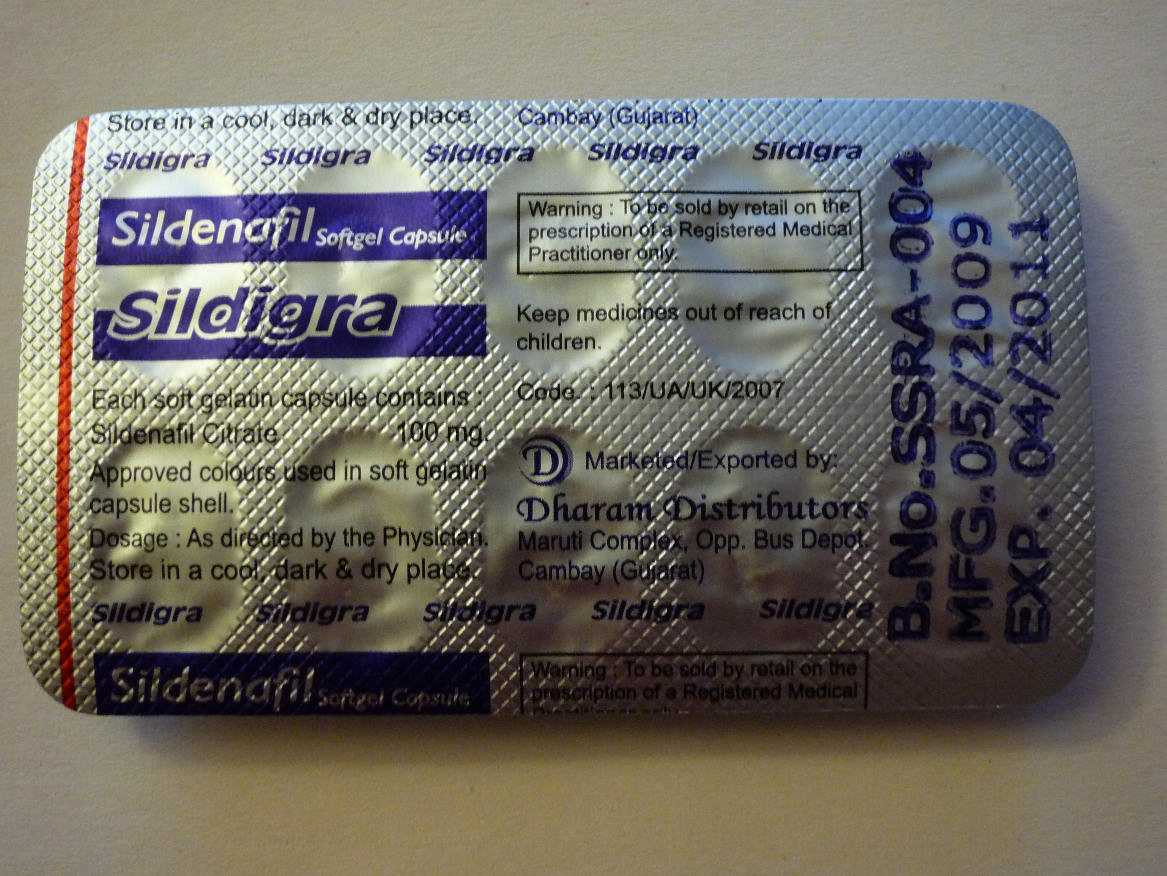 Store in a cool, dark & dry place.
Cambay (Gujarat)
Sildigra Sildigra Sildigra Sildigra Sildigra
Sildenafil Softgel Capsule
Sildigra
Each soft gelatin capsule contains :
Sildenafil Citrate 100 mg.
Approved colours used in soft gelatin
capsule shell.
Dosage : As directed by the Physician.
Store in a cool, dark & dry place.
Warning : To be sold by retail on the
prescription of a Registered Medical
Practitioner only.
Keep medicines out of reach of
children.
Code. : 113/UA/UK/2007
D Marketed/Exported by:
Dharam Distributors
Maruti Complex, Opp. Bus Depot.
Cambay (Gujarat)
Sildigra Sildigra Sildigra Sildigra Sildigra
Sildenafil Softgel Capsule
Warning : To be sold by retail on the
prescription of a Registered Medical
Practitioner only.
B.No.SSRA-004
MFG.05/2009
EXP. 04/2011